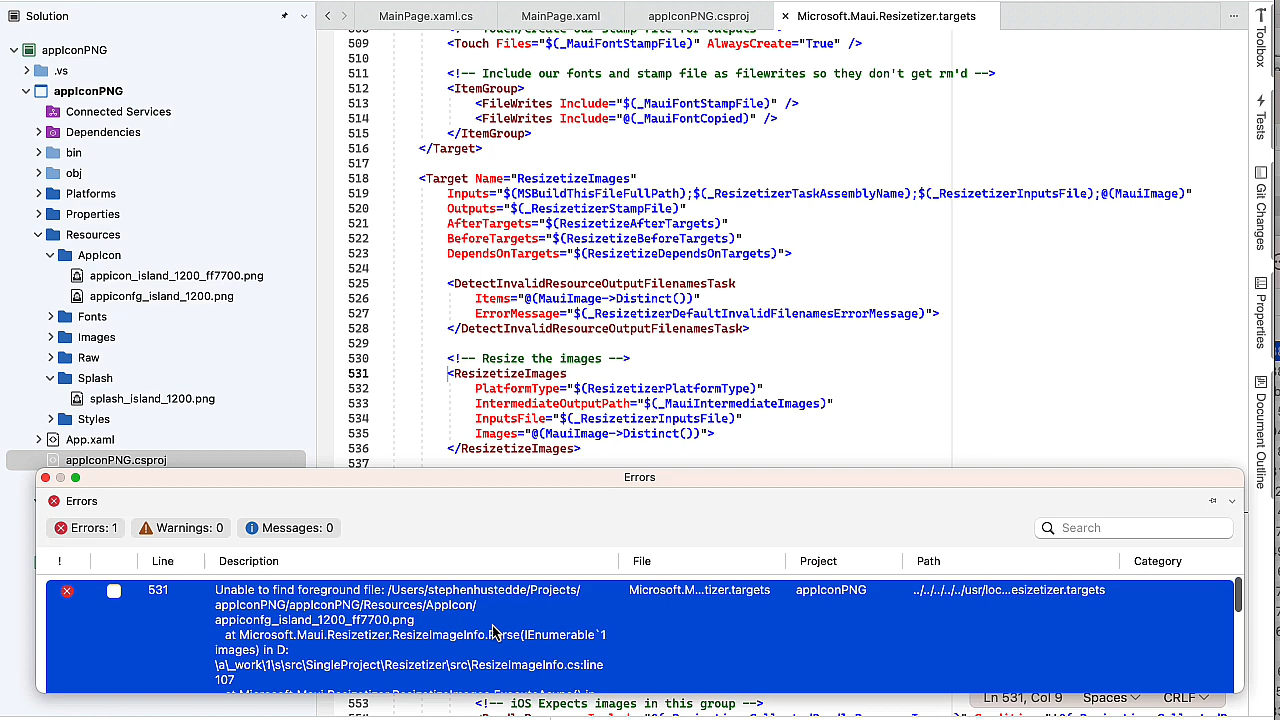 Solution
MainPage.xaml.cs
MainPage.xaml
appIconPNG.csproj
Microsoft.Maui.Resizetizer.targets
appIconPNG
.vs
appIconPNG
Connected Services
Dependencies
bin
obj
Platforms
Properties
Resources
AppIcon
appicon_island_1200_ff7700.png
appiconfg_island_1200.png
Fonts
Images
Raw
Splash
splash_island_1200.png
Styles
App.xaml
appIconPNG.csproj
509 <Touch Files="$(_MauiFontStampFile)" AlwaysCreate="True" />
510
511 <!-- Include our fonts and stamp file as filewrites so they don't get rm'd -->
512 <ItemGroup>
513 <FileWrites Include="$(_MauiFontStampFile)" />
514 <FileWrites Include="@(_MauiFontCopied)" />
515 </ItemGroup>
516 </Target>
517
518 <Target Name="ResizetizeImages"
519 Inputs="$(MSBuildThisFileFullPath);$(_ResizetizerTaskAssemblyName);$(_ResizetizerInputsFile);@(MauiImage)"
520 Outputs="$(_ResizetizerStampFile)"
521 AfterTargets="$(ResizetizeAfterTargets)"
522 BeforeTargets="$(ResizetizeBeforeTargets)"
523 DependsOnTargets="$(ResizetizeDependsOnTargets)">
524
525 <DetectInvalidResourceOutputFilenamesTask
526 Items="@(MauiImage->Distinct())"
527 ErrorMessage="$(_ResizetizerDefaultInvalidFilenamesErrorMessage)">
528 </DetectInvalidResourceOutputFilenamesTask>
529
530 <!-- Resize the images -->
531 <ResizetizeImages
532 PlatformType="$(ResizetizerPlatformType)"
533 IntermediateOutputPath="$(_MauiIntermediateImages)"
534 InputsFile="$(_ResizetizerInputsFile)"
535 Images="@(MauiImage->Distinct())">
536 </ResizetizeImages>
537
Toolbox
Tests
Git Changes
Properties
Document Outline
Errors
Errors
Errors: 1
Warnings: 0
Messages: 0
Search
! Line Description File Project Path Category
531
Unable to find foreground file: /Users/stephenhustedde/Projects/
appIconPNG/appIconPNG/Resources/AppIcon/
appiconfg_island_1200_ff7700.png
at Microsoft.Maui.Resizetizer.ResizeImageInfo.Parse(IEnumerable`1
images) in D:
\a\_work\1\s\src\SingleProject\Resizetizer\src\ResizeImageInfo.cs:line
107
Microsoft.M...tizer.targets
appIconPNG
../../../../../usr/loc...esizetizer.targets
Ln 531, Col 9 Spaces CRLF
553 <!-- iOS Expects images in this group -->